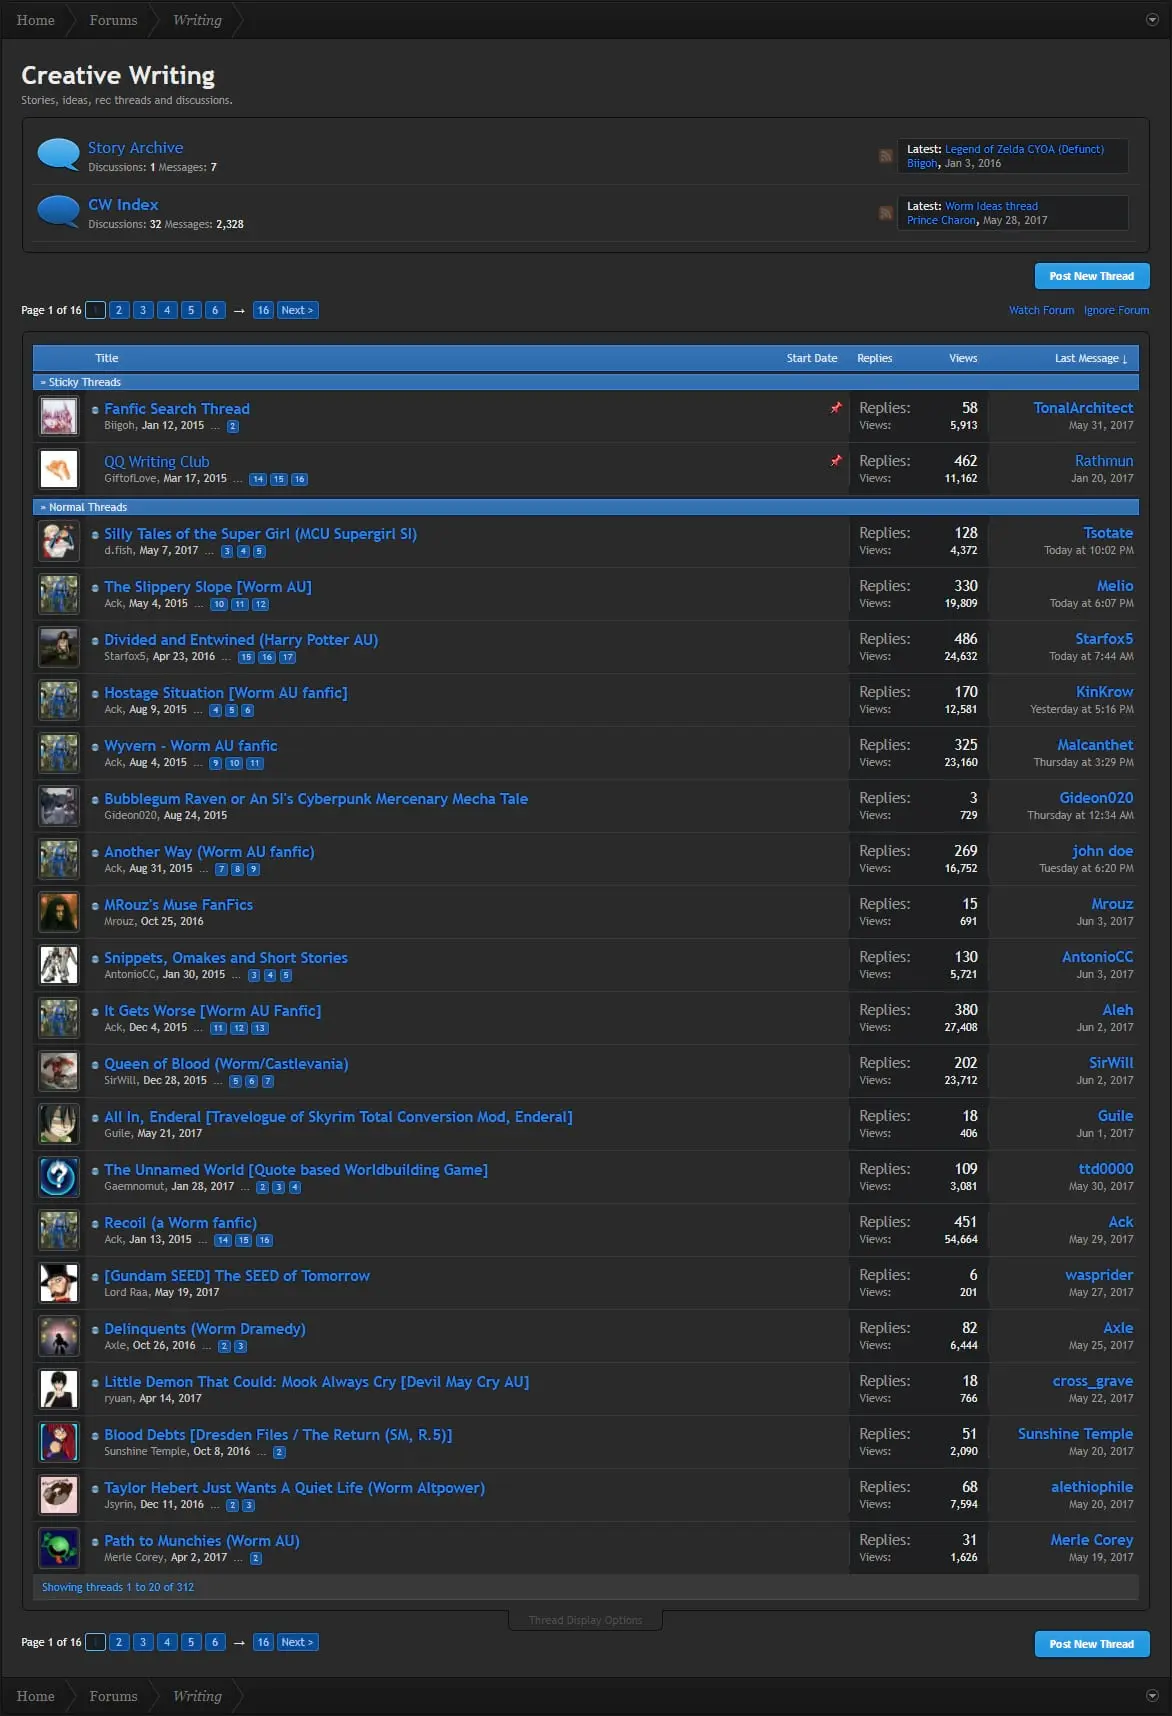 Home Forums Writing
Creative Writing
Stories, ideas, rec threads and discussions.
Story Archive
Discussions: 1 Messages: 7
Latest: Legend of Zelda CYOA (Defunct)
Biigoh, Jan 3, 2016
CW Index
Discussions: 32 Messages: 2,328
Latest: Worm Ideas thread
Prince Charon, May 28, 2017
Post New Thread
Page 1 of 16 1 2 3 4 5 6 → 16 Next >
Watch Forum Ignore Forum
Title Start Date Replies Views Last Message ↓
» Sticky Threads
Fanfic Search Thread Replies: 58 TonalArchitect
Biigoh, Jan 12, 2015 ... 2 Views: 5,913 May 31, 2017
QQ Writing Club Replies: 462 Rathmun
GiftofLove, Mar 17, 2015 ... 14 15 16 Views: 11,162 Jan 20, 2017
» Normal Threads
Silly Tales of the Super Girl (MCU Supergirl SI) Replies: 128 Tsotate
d.fish, May 7, 2017 ... 3 4 5 Views: 4,372 Today at 10:02 PM
The Slippery Slope [Worm AU] Replies: 330 Melio
Ack, May 4, 2015 ... 10 11 12 Views: 19,809 Today at 6:07 PM
Divided and Entwined (Harry Potter AU) Replies: 486 Starfox5
Starfox5, Apr 23, 2016 ... 15 16 17 Views: 24,632 Today at 7:44 AM
Hostage Situation [Worm AU fanfic] Replies: 170 KinKrow
Ack, Aug 9, 2015 ... 4 5 6 Views: 12,581 Yesterday at 5:16 PM
Wyvern - Worm AU fanfic Replies: 325 Malcanthet
Ack, Aug 4, 2015 ... 9 10 11 Views: 23,160 Thursday at 3:29 PM
Bubblegum Raven or An SI's Cyberpunk Mercenary Mecha Tale Replies: 3 Gideon020
Gideon020, Aug 24, 2015 Views: 729 Thursday at 12:34 AM
Another Way (Worm AU fanfic) Replies: 269 john doe
Ack, Aug 31, 2015 ... 7 8 9 Views: 16,752 Tuesday at 6:20 PM
MRouz's Muse FanFics Replies: 15 Mrouz
Mrouz, Oct 25, 2016 Views: 691 Jun 3, 2017
Snippets, Omakes and Short Stories Replies: 130 AntonioCC
AntonioCC, Jan 30, 2015 ... 3 4 5 Views: 5,721 Jun 3, 2017
It Gets Worse [Worm AU Fanfic] Replies: 380 Aleh
Ack, Dec 4, 2015 ... 11 12 13 Views: 27,408 Jun 2, 2017
Queen of Blood (Worm/Castlevania) Replies: 202 SirWill
SirWill, Dec 28, 2015 ... 5 6 7 Views: 23,712 Jun 2, 2017
All In, Enderal [Travelogue of Skyrim Total Conversion Mod, Enderal] Replies: 18 Guile
Guile, May 21, 2017 Views: 406 Jun 1, 2017
The Unnamed World [Quote based Worldbuilding Game] Replies: 109 ttd0000
Gaemnomut, Jan 28, 2017 ... 2 3 4 Views: 3,081 May 30, 2017
Recoil (a Worm fanfic) Replies: 451 Ack
Ack, Jan 13, 2015 ... 14 15 16 Views: 54,664 May 29, 2017
[Gundam SEED] The SEED of Tomorrow Replies: 6 wasprider
Lord Raa, May 19, 2017 Views: 201 May 27, 2017
Delinquents (Worm Dramedy) Replies: 82 Axle
Axle, Oct 26, 2016 ... 2 3 Views: 6,444 May 25, 2017
Little Demon That Could: Mook Always Cry [Devil May Cry AU] Replies: 18 cross_grave
ryuan, Apr 14, 2017 Views: 766 May 22, 2017
Blood Debts [Dresden Files / The Return (SM, R.5)] Replies: 51 Sunshine Temple
Sunshine Temple, Oct 8, 2016 ... 2 Views: 2,090 May 20, 2017
Taylor Hebert Just Wants A Quiet Life (Worm Altpower) Replies: 68 alethiophile
Jsyrin, Dec 11, 2016 ... 2 3 Views: 7,594 May 20, 2017
Path to Munchies (Worm AU) Replies: 31 Merle Corey
Merle Corey, Apr 2, 2017 ... 2 Views: 1,626 May 19, 2017
Showing threads 1 to 20 of 312
Thread Display Options
Page 1 of 16 1 2 3 4 5 6 → 16 Next >
Post New Thread
Home Forums Writing